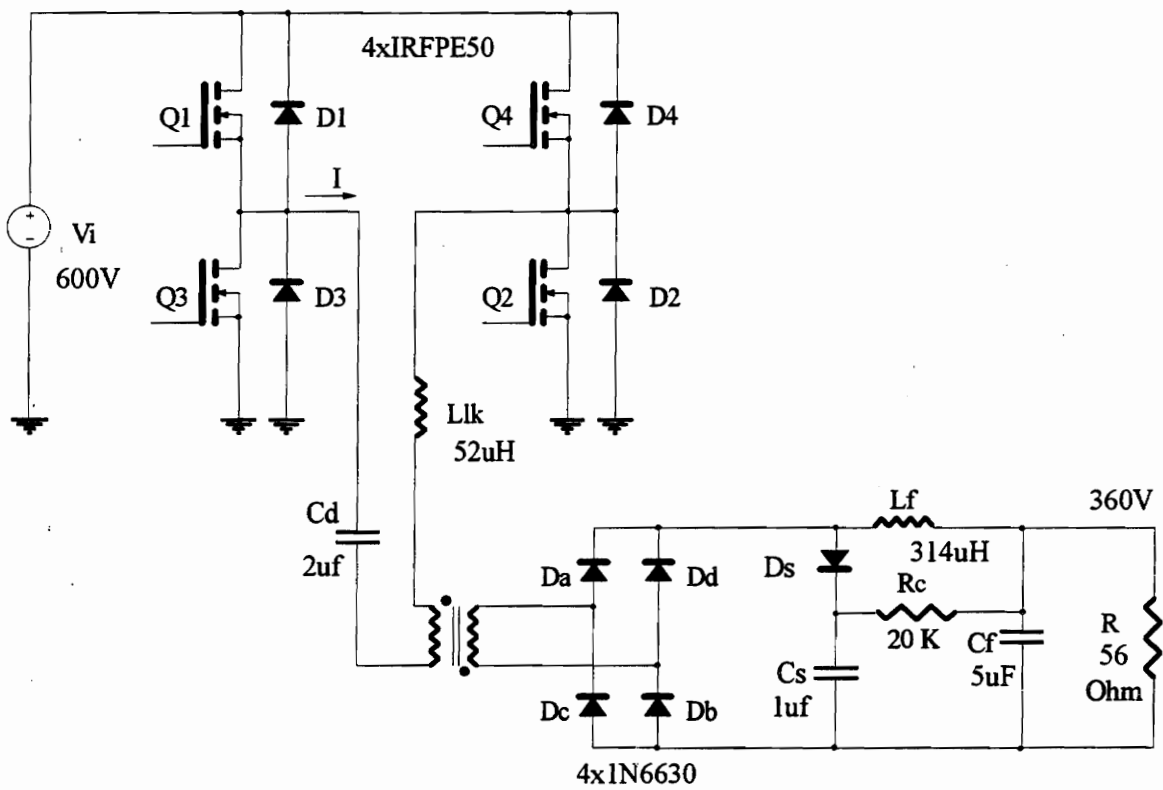 4xIRFPE50
Q1
D1
Q4
D4
I
+
-
Vi
600V
Q3
D3
Q2
D2
Llk
52uH
Cd
2uf
Lf
314uH
360V
Da
Dd
Ds
Rc
20 K
Cf
5uF
R
56
Ohm
Cs
1uf
Dc
Db
4x1N6630